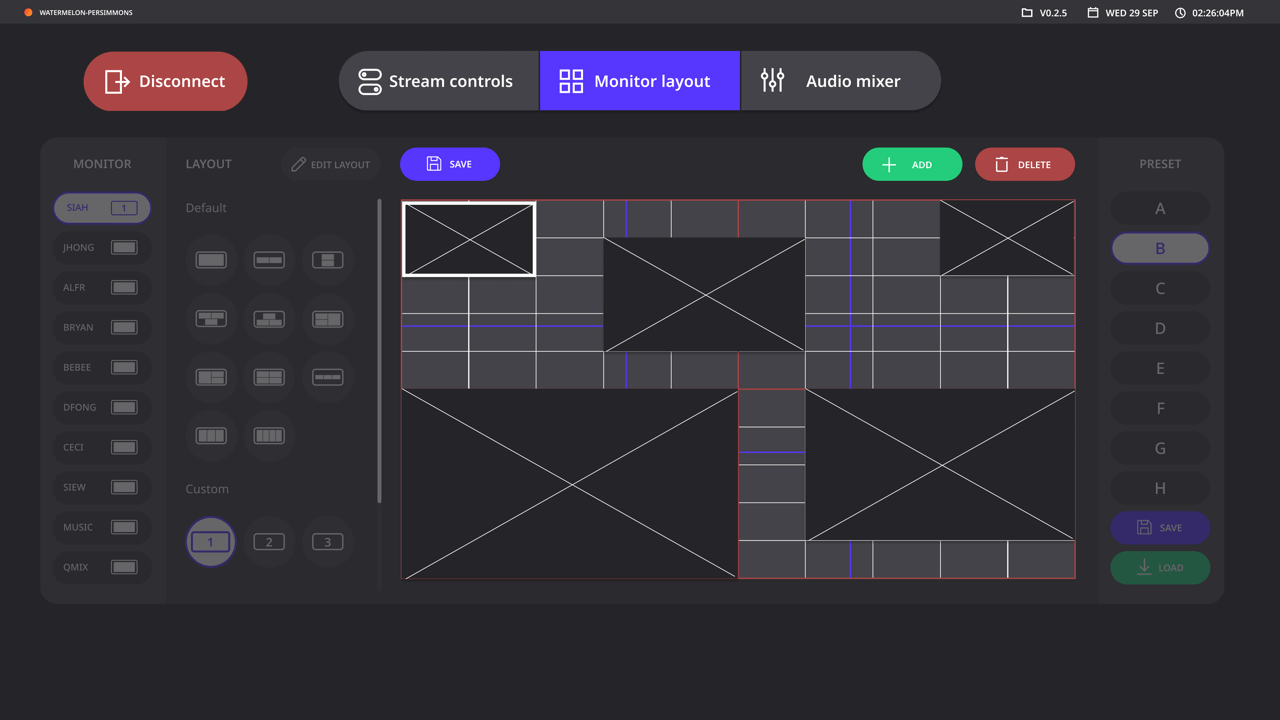 WATERMELON-PERSIMMONS
V0.2.5
WED 29 SEP
02:26:04PM
Disconnect
Stream controls
Monitor layout
Audio mixer
MONITOR
SIAH 1
JHONG
ALFR
BRYAN
BEBEE
DFONG
CECI
SIEW
MUSIC
QMIX
LAYOUT
EDIT LAYOUT
Default
Custom
1
2
3
SAVE
ADD
DELETE
PRESET
A
B
C
D
E
F
G
H
SAVE
LOAD